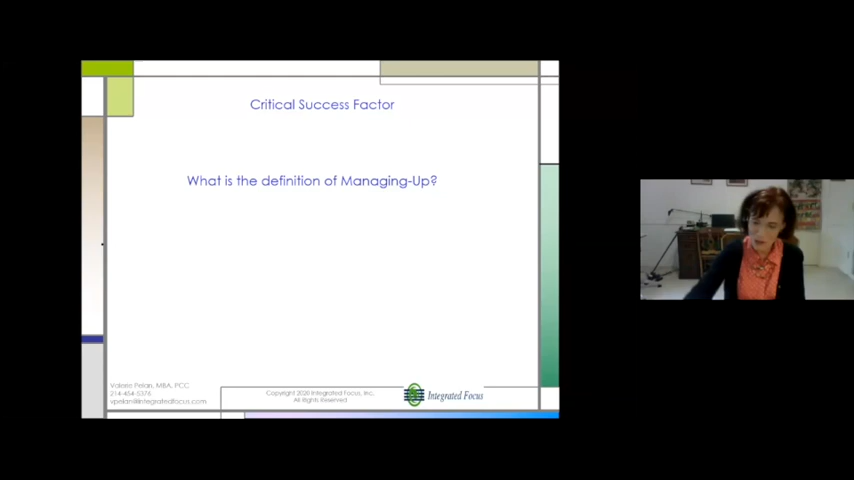 Critical Success Factor
What is the definition of Managing-Up?
Valerie Pelan, MBA, PCC
214-454-5376
vpelan@integratedfocus.com
Copyright 2020 Integrated Focus, Inc.
All Rights Reserved
Integrated Focus